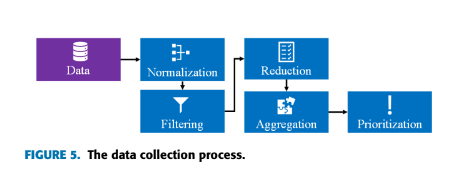 Data
Normalization
Filtering
Reduction
Aggregation
Prioritization
FIGURE 5. The data collection process.